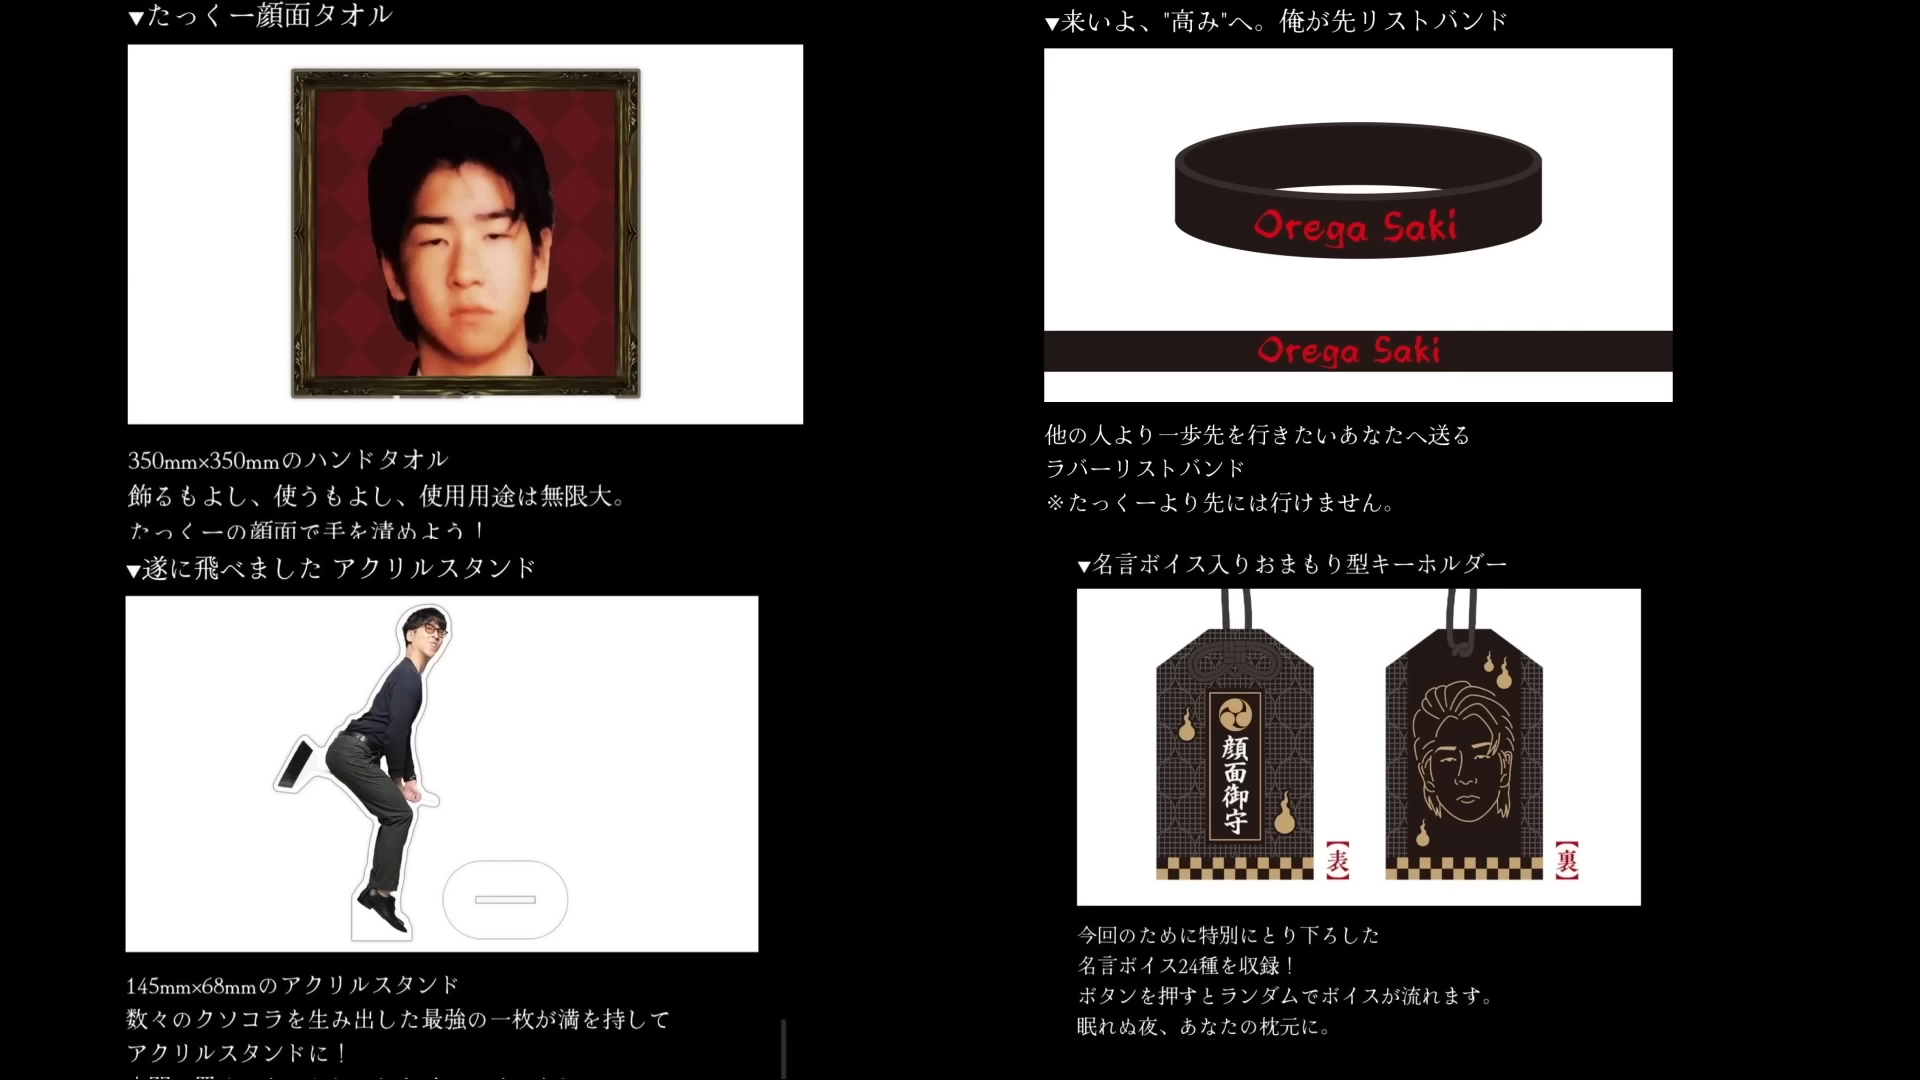 ▼たっくー顔面タオル
350mm×350mmのハンドタオル
飾るもよし、使うもよし、使用用途は無限大。
たっくーの顔面で手を清めよう！
▼来いよ、"高み"へ。俺が先リストバンド
Orega Saki
Orega Saki
他の人より一歩先を行きたいあなたへ送る
ラバーリストバンド
※たっくーより先には行けません。
▼遂に飛べました アクリルスタンド
145mm×68mmのアクリルスタンド
数々のクソコラを生み出した最強の一枚が満を持して
アクリルスタンドに！
▼名言ボイス入りおまもり型キーホルダー
顔面御守
【表】
【裏】
今回のために特別にとり下ろした
名言ボイス24種を収録！
ボタンを押すとランダムでボイスが流れます。
眠れぬ夜、あなたの枕元に。